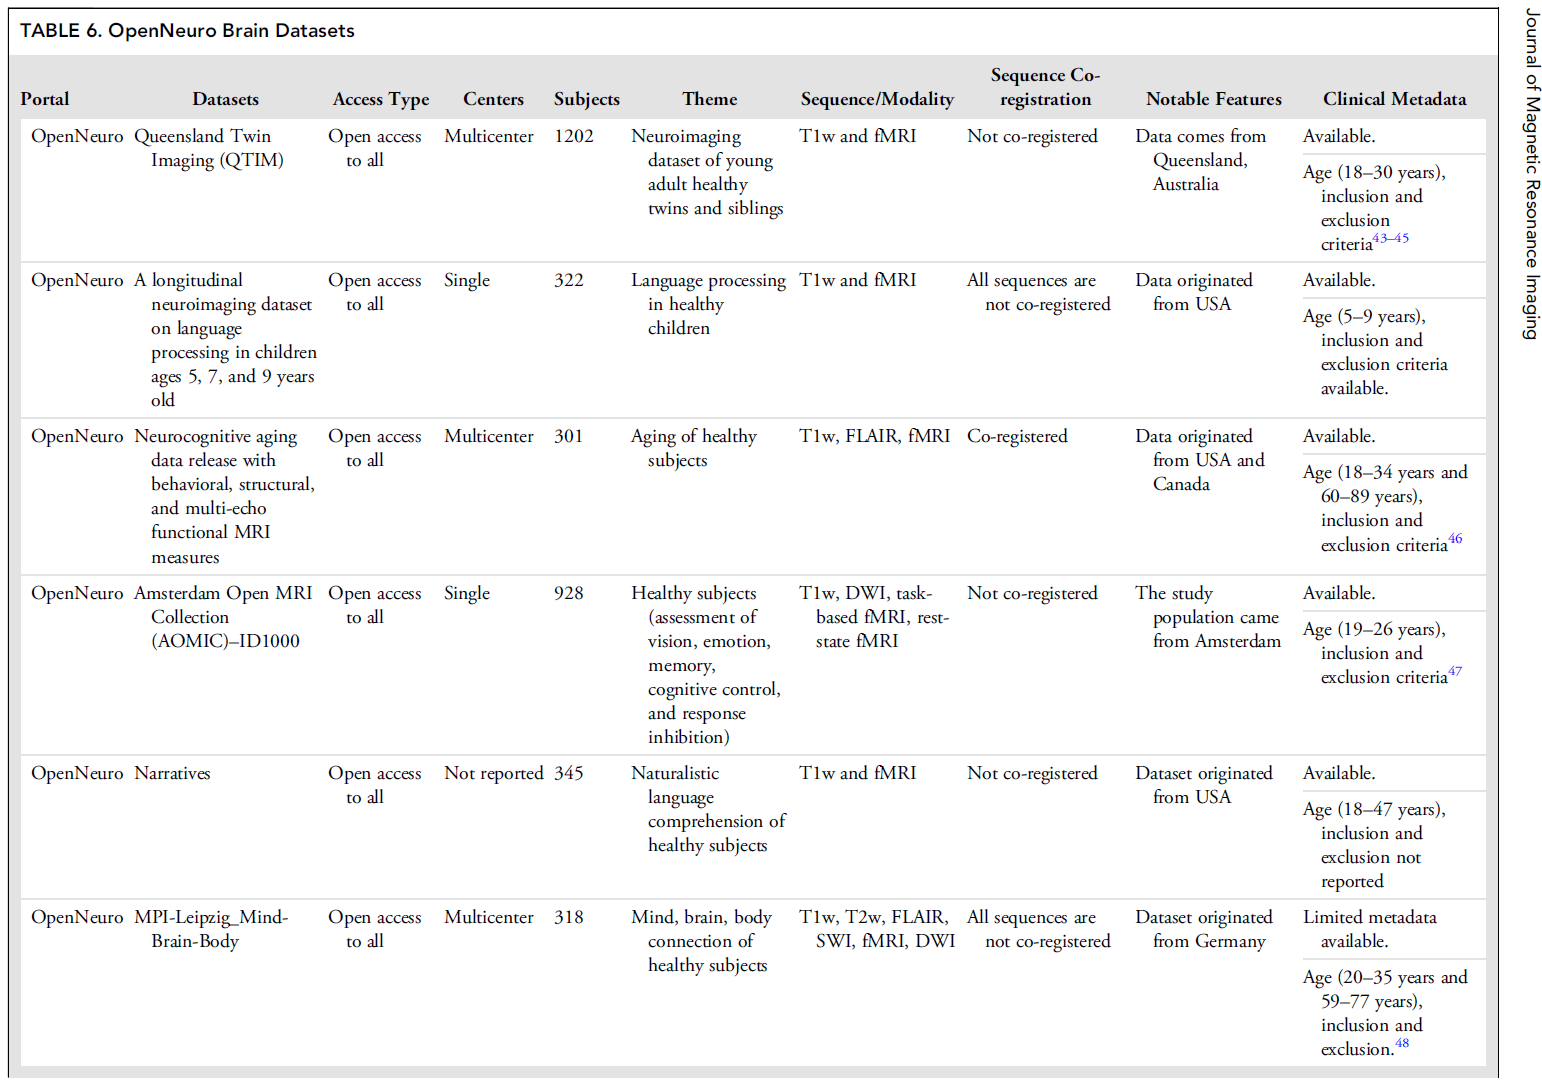 TABLE 6. OpenNeuro Brain Datasets
Portal Datasets Access Type Centers Subjects Theme Sequence/Modality Sequence Co-registration Notable Features Clinical Metadata
OpenNeuro Queensland Twin Open access Multicenter 1202 Neuroimaging T1w and fMRI Not co-registered Data comes from Available.
Imaging (QTIM) to all dataset of young Queensland, Age (18–30 years),
adult healthy Australia inclusion and
twins and siblings exclusion
criteria43–45
OpenNeuro A longitudinal Open access Single 322 Language processing T1w and fMRI All sequences are Data originated Available.
neuroimaging dataset to all in healthy not co-registered from USA Age (5–9 years),
on language children inclusion and
processing in children exclusion criteria
ages 5, 7, and 9 years available.
old
OpenNeuro Neurocognitive aging Open access Multicenter 301 Aging of healthy T1w, FLAIR, fMRI Co-registered Data originated Available.
data release with to all subjects from USA and Age (18–34 years and
behavioral, structural, Canada 60–89 years),
and multi-echo inclusion and
functional MRI exclusion criteria46
measures
OpenNeuro Amsterdam Open MRI Open access Single 928 Healthy subjects T1w, DWI, task- Not co-registered The study Available.
Collection to all (assessment of based fMRI, rest- population came Age (19–26 years),
(AOMIC)–ID1000 vision, emotion, state fMRI from Amsterdam inclusion and
memory, exclusion criteria47
cognitive control,
and response
inhibition)
OpenNeuro Narratives Open access Not reported 345 Naturalistic T1w and fMRI Not co-registered Dataset originated Available.
to all language from USA Age (18–47 years),
comprehension of inclusion and
healthy subjects exclusion not
reported
OpenNeuro MPI-Leipzig_Mind- Open access Multicenter 318 Mind, brain, body T1w, T2w, FLAIR, All sequences are Dataset originated Limited metadata
Brain-Body to all connection of SWI, fMRI, DWI not co-registered from Germany available.
healthy subjects Age (20–35 years and
59–77 years),
inclusion and
exclusion.48
Journal of Magnetic Resonance Imaging